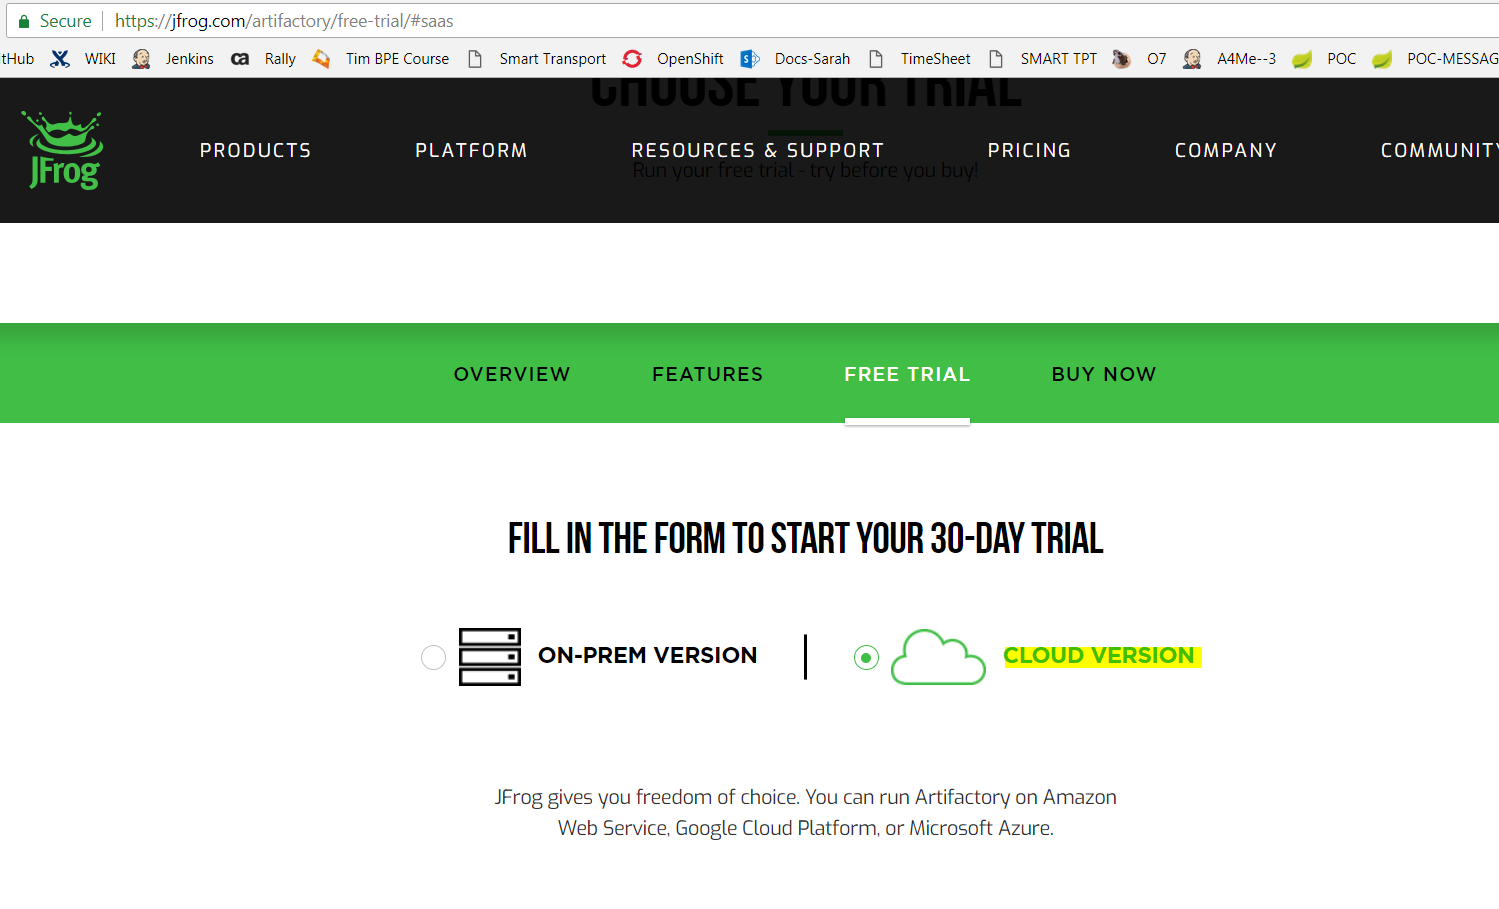 Secure https://jfrog.com/artifactory/free-trial/#saas
tHub WIKI Jenkins ca Rally Tim BPE Course Smart Transport OpenShift Docs-Sarah TimeSheet SMART TPT O7 A4Me--3 POC POC-MESSAG
CHOOSE YOUR TRIAL
JFrog
PRODUCTS PLATFORM RESOURCES & SUPPORT PRICING COMPANY COMMUNITY
Run your free trial - try before you buy!
OVERVIEW FEATURES FREE TRIAL BUY NOW
FILL IN THE FORM TO START YOUR 30-DAY TRIAL
ON-PREM VERSION CLOUD VERSION
JFrog gives you freedom of choice. You can run Artifactory on Amazon
Web Service, Google Cloud Platform, or Microsoft Azure.